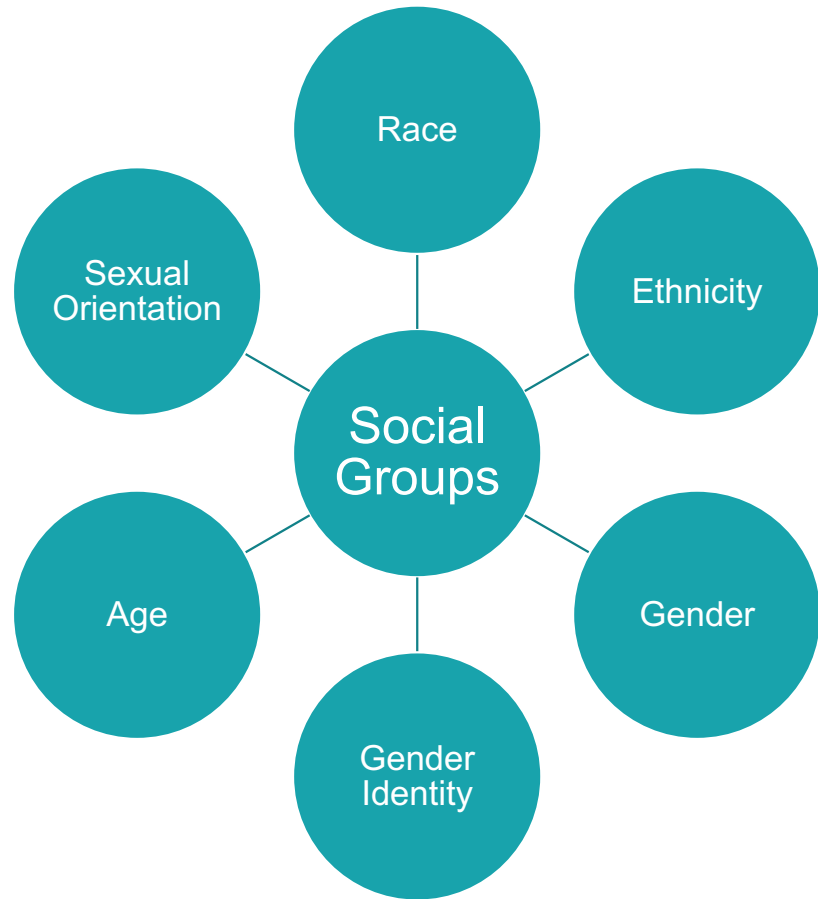 Race
Sexual
Orientation
Ethnicity
Social
Groups
Age
Gender
Gender
Identity